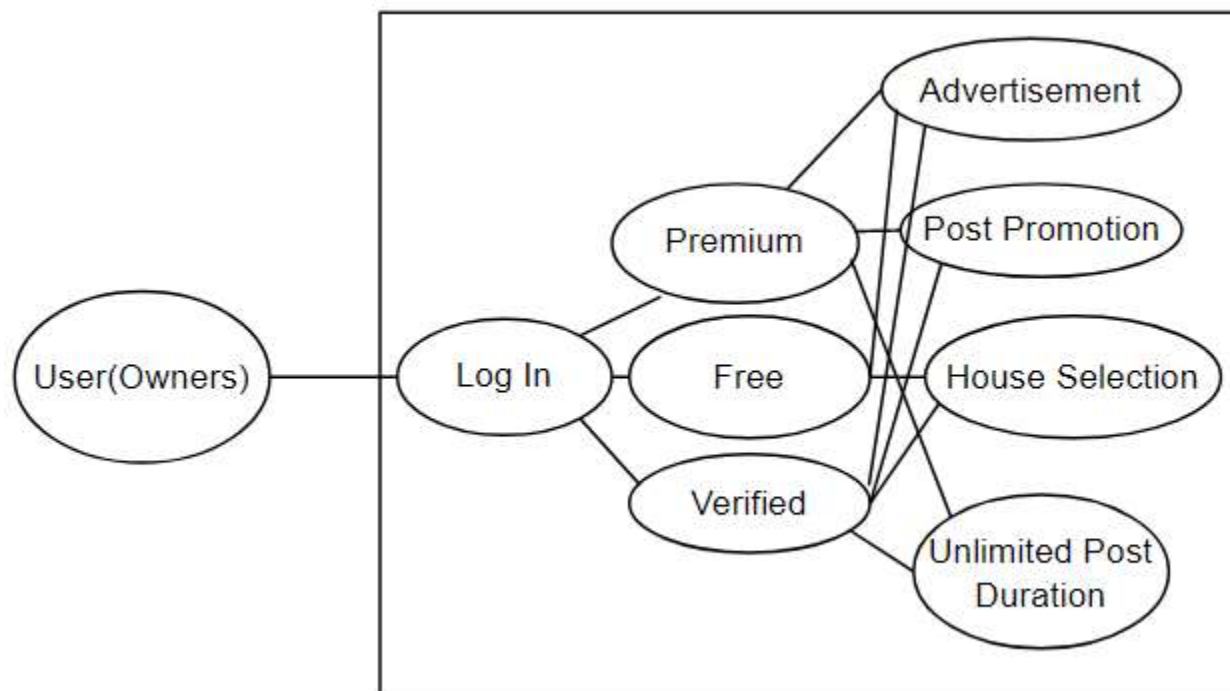 Advertisement
Premium
Post Promotion
User(Owners)
Log In
Free
House Selection
Verified
Unlimited Post
Duration